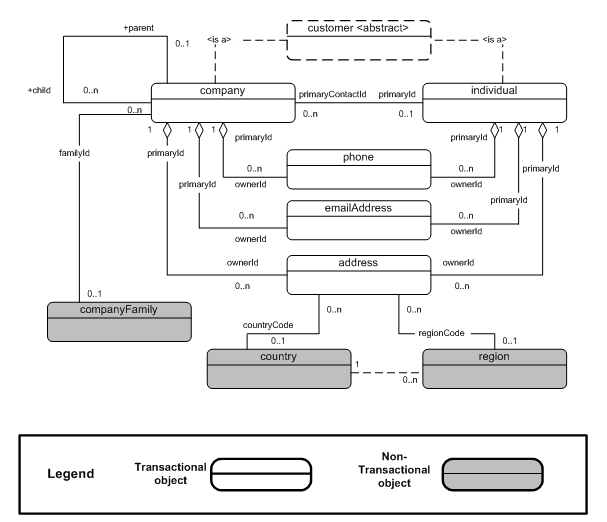 +parent
customer <abstract>
0..1
<is a>
<is a>
+child
0..n
company
primaryContactId
primaryId
individual
0..n
0..n
0..1
1
1
1
1
1
1
familyId
primaryId
primaryId
primaryId
primaryId
phone
0..n
0..n
primaryId
ownerId
ownerId
primaryId
emailAddress
0..n
0..n
ownerId
ownerId
ownerId
address
ownerId
0..n
0..n
0..1
companyFamily
0..n
0..n
countryCode
regionCode
0..1
0..1
country
region
1
0..n
Legend
Transactional
object
Non-
Transactional
object